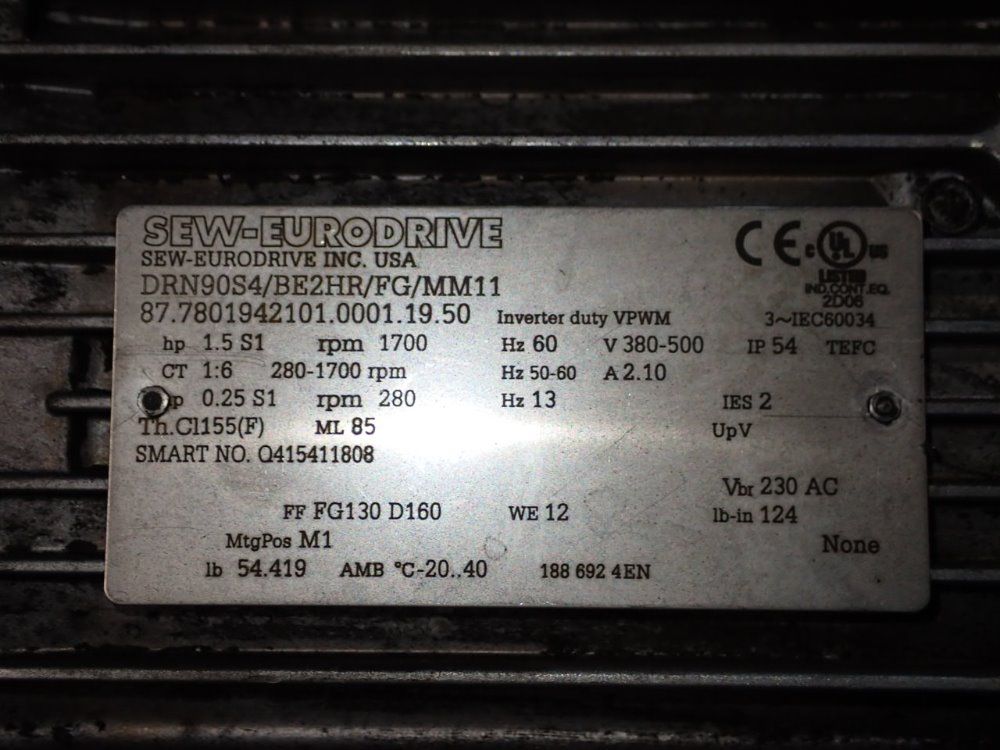 SEW-EURODRIVE
SEW-EURODRIVE INC. USA
DRN90S4/BE2HR/FG/MM11
87.7801942101.0001.19.50 Inverter duty VPWM 3~IEC60034
CE c UL US
LISTED
IND.CONT.EQ.
2D06
hp 1.5 S1 rpm 1700 Hz 60 V 380-500 IP 54 TEFC
CT 1:6 280-1700 rpm Hz 50-60 A 2.10
p 0.25 S1 rpm 280 Hz 13 IES 2
Th.Cl155(F) ML 85 UpV
SMART NO. Q415411808
Vbr 230 AC
FF FG130 D160 WE 12 lb-in 124
MtgPos M1 None
lb 54.419 AMB °C-20..40 188 692 4EN